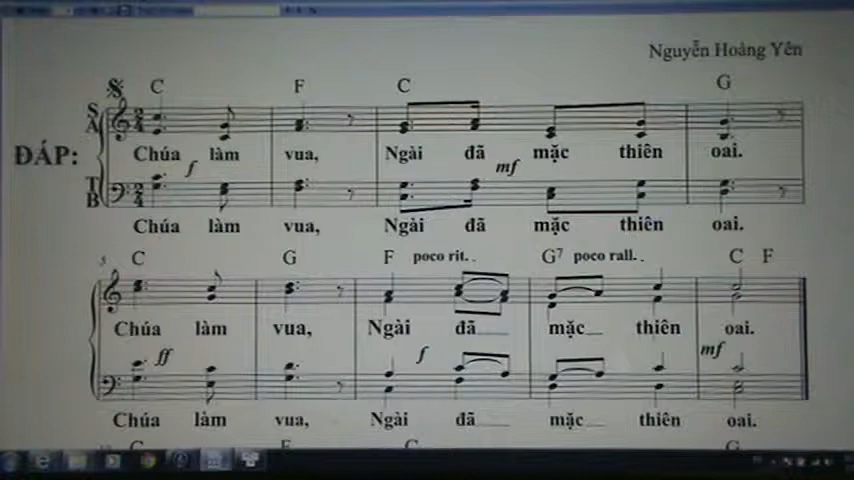 Nguyễn Hoàng Yên
C F C G
S
A
ĐÁP:
Chúa làm vua, Ngài đã mặc thiên oai.
f mf
T
B
Chúa làm vua, Ngài đã mặc thiên oai.
5 C G F poco rit. . G7 poco rall. . C F
Chúa làm vua, Ngài đã mặc thiên oai.
ff f mf
Chúa làm vua, Ngài đã mặc thiên oai.
C F C G